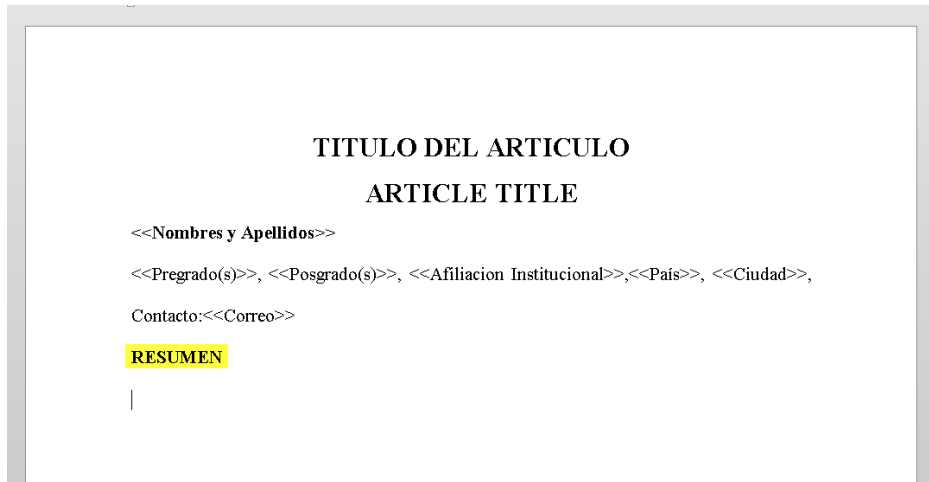 TITULO DEL ARTICULO
ARTICLE TITLE
<<Nombres y Apellidos>>
<<Pregrado(s)>>, <<Posgrado(s)>>, <<Afiliacion Institucional>>,<<País>>, <<Ciudad>>,
Contacto:<<Correo>>
RESUMEN